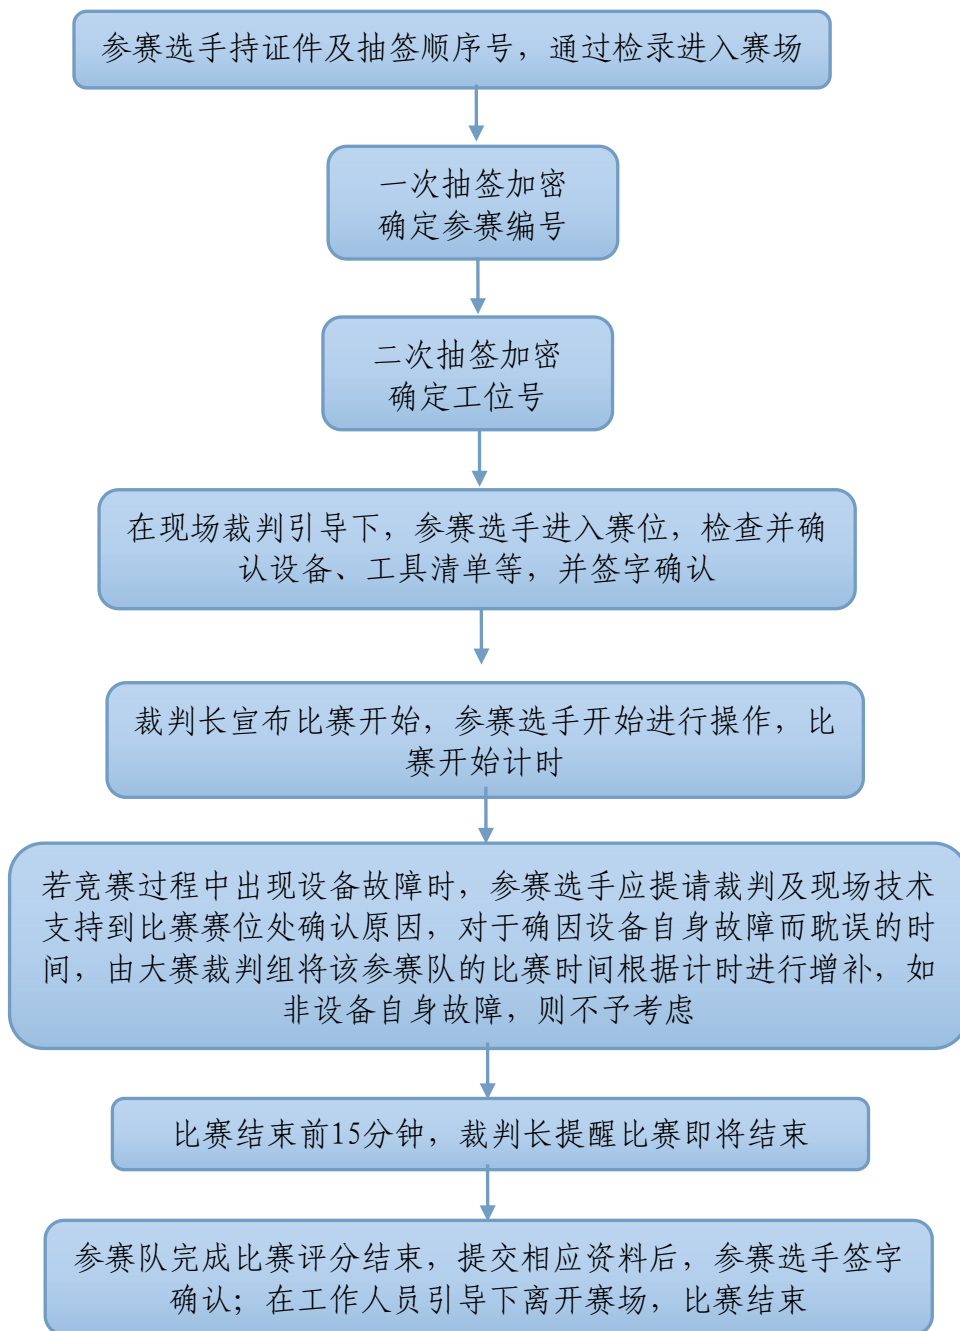 参赛选手持证件及抽签顺序号，通过检录进入赛场
一次抽签加密
确定参赛编号
二次抽签加密
确定工位号
在现场裁判引导下，参赛选手进入赛位，检查并确
认设备、工具清单等，并签字确认
裁判长宣布比赛开始，参赛选手开始进行操作，比
赛开始计时
若竞赛过程中出现设备故障时，参赛选手应提请裁判及现场技术
支持到比赛赛位处确认原因，对于确因设备自身故障而耽误的时
间，由大赛裁判组将该参赛队的比赛时间根据计时进行增补，如
非设备自身故障，则不予考虑
比赛结束前15分钟，裁判长提醒比赛即将结束
参赛队完成比赛评分结束，提交相应资料后，参赛选手签字
确认；在工作人员引导下离开赛场，比赛结束